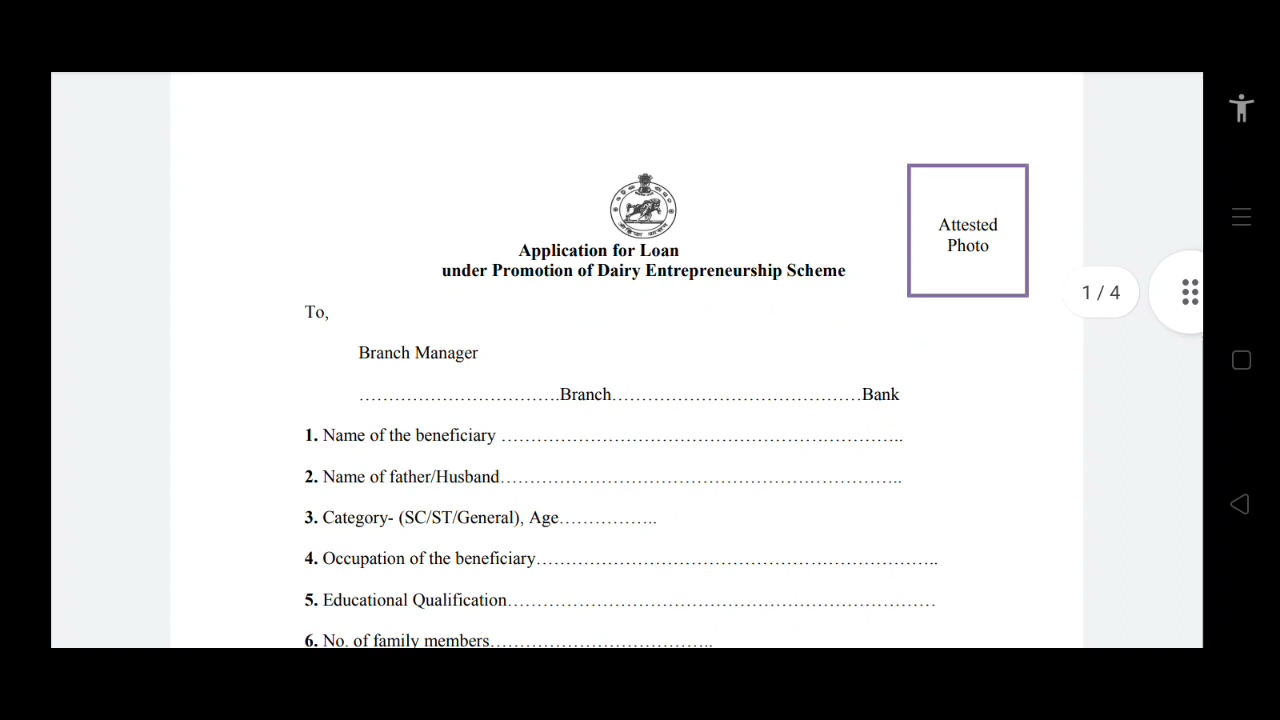 Attested
Photo
Application for Loan
under Promotion of Dairy Entrepreneurship Scheme
1 / 4
To,
Branch Manager
…………………………….Branch……………………………………Bank
1. Name of the beneficiary …………………………………………………………..
2. Name of father/Husband…………………………………………………………..
3. Category- (SC/ST/General), Age……………..
4. Occupation of the beneficiary…………………………………………………………..
5. Educational Qualification………………………………………………………………
6. No. of family members………………………………..